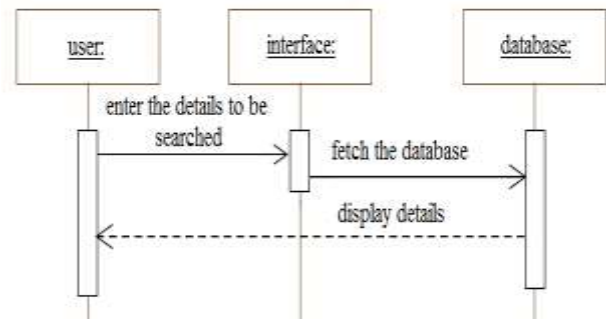 user:
interface:
database:
enter the details to be
searched
fetch the database
display details